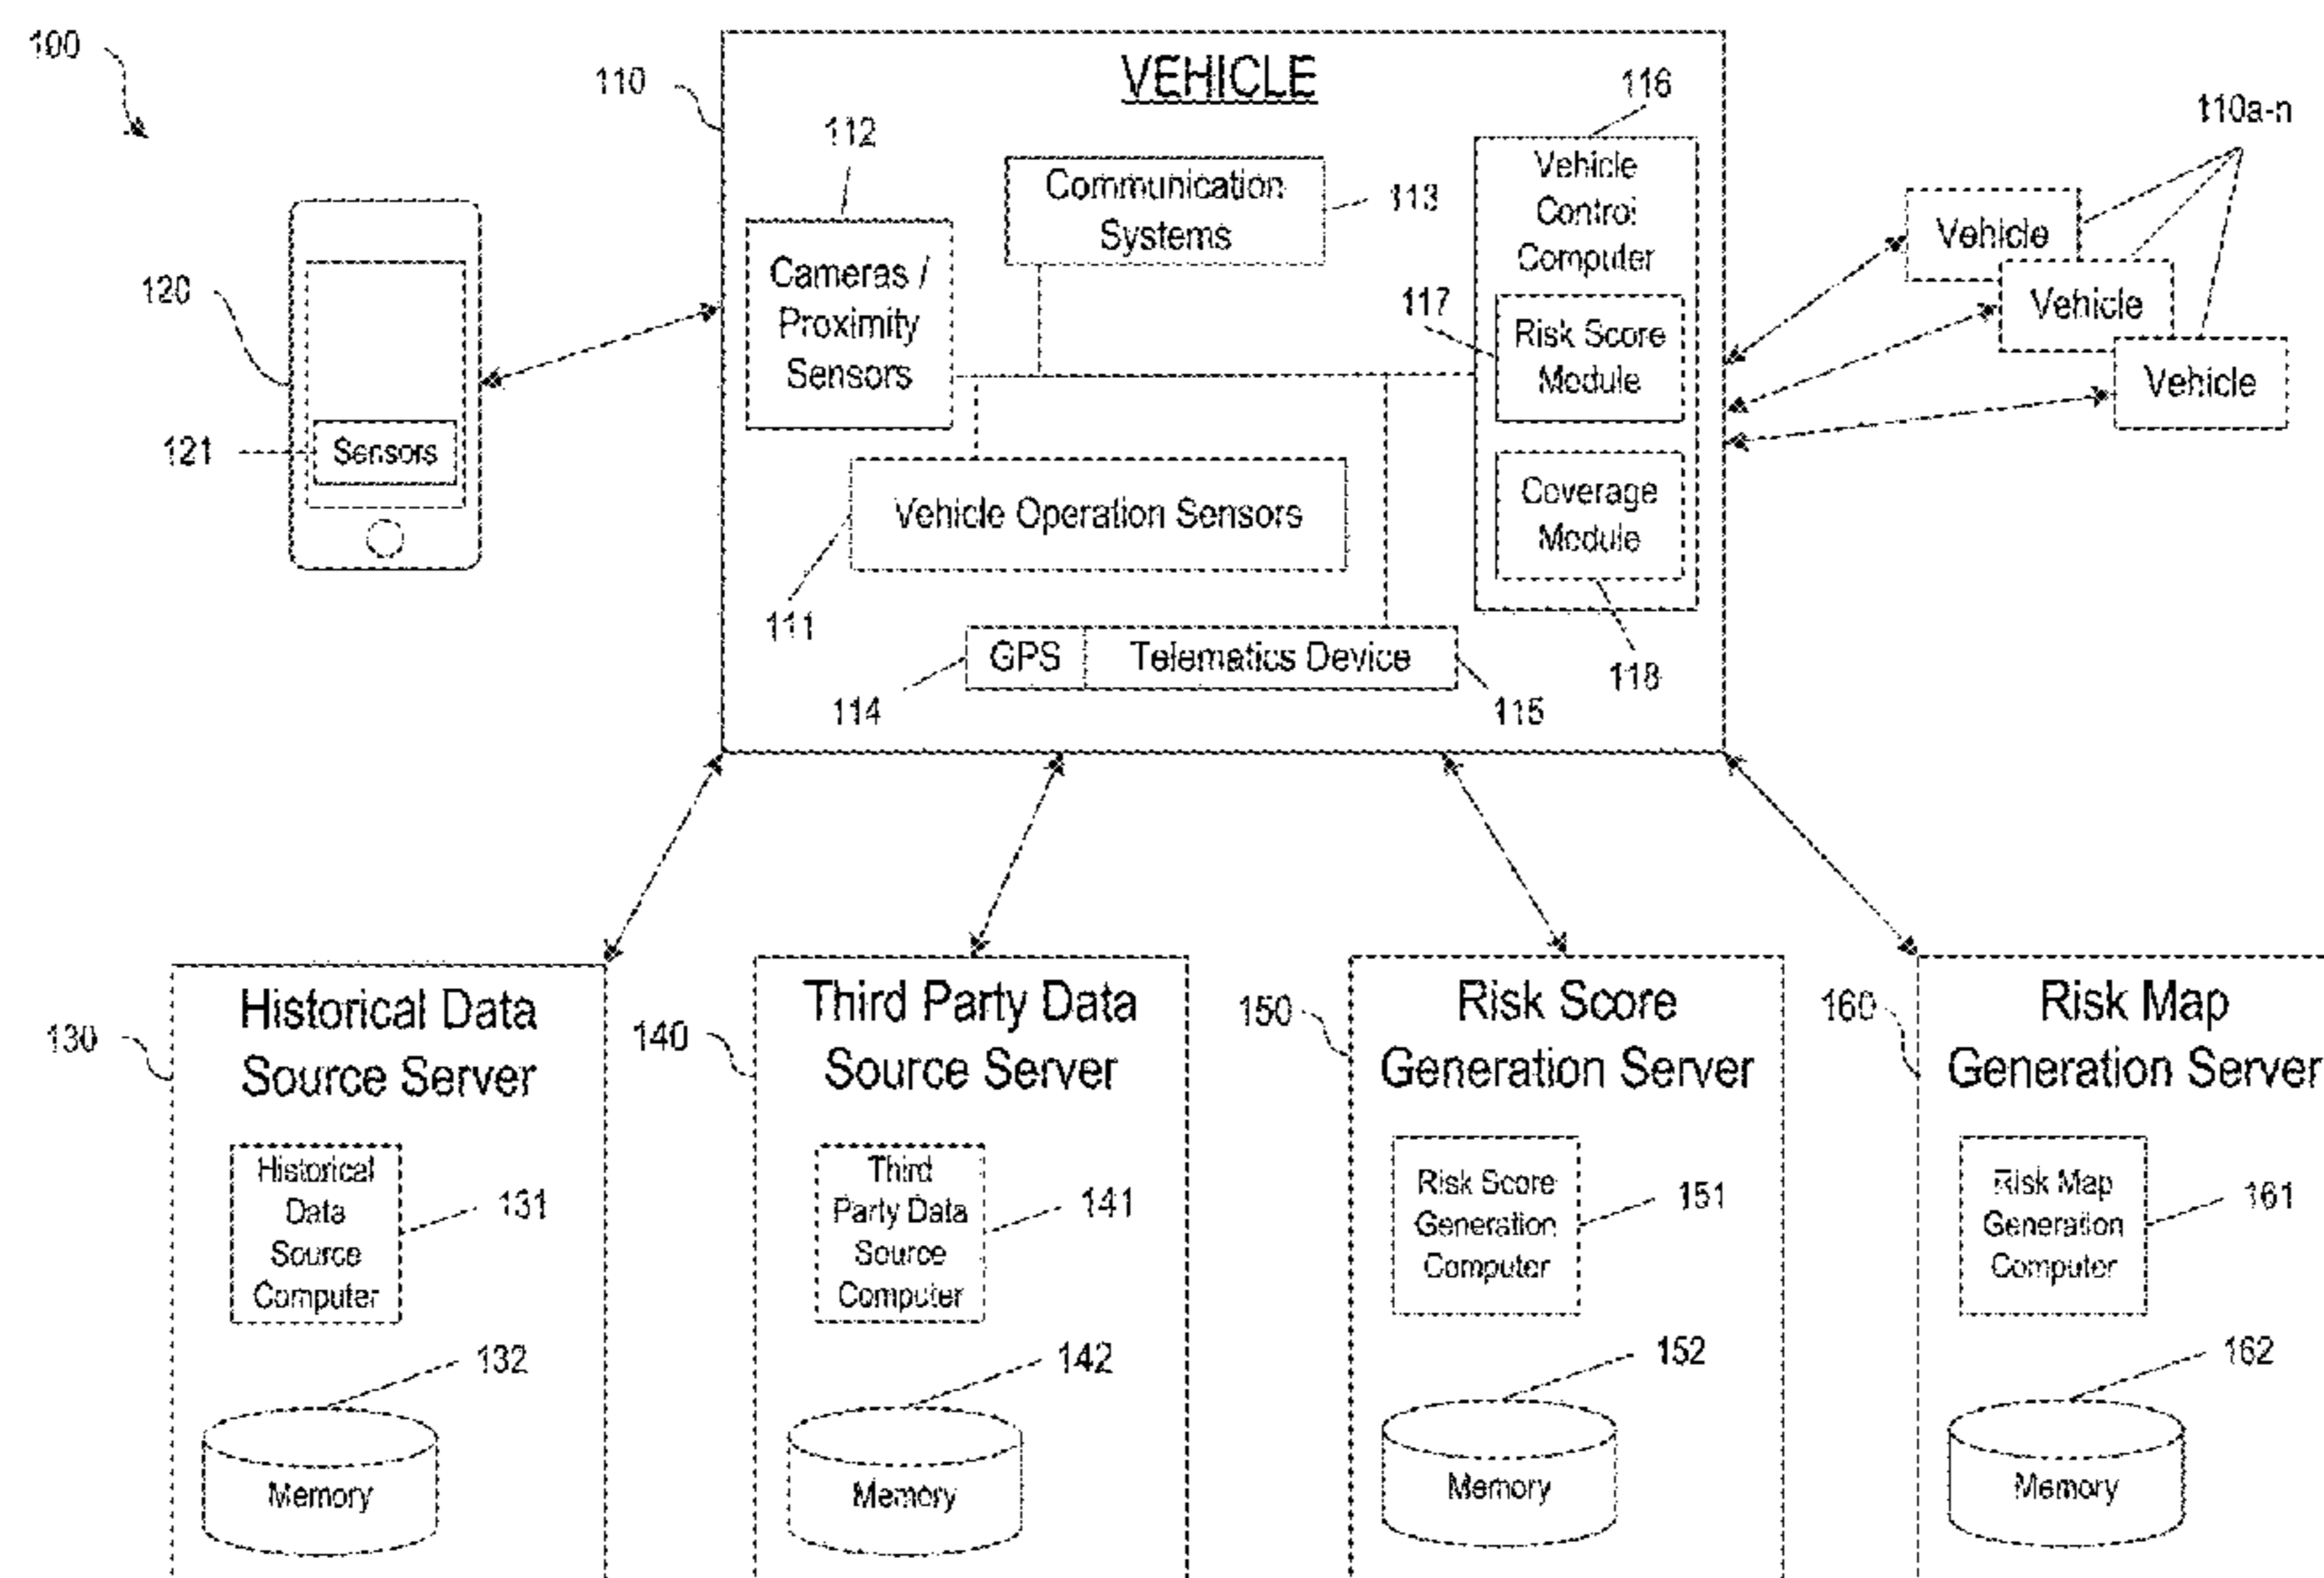 100
110
VEHICLE
116
110a-n
112
Communication
Systems
113
Vehicle
Control
Computer
Cameras /
Proximity
Sensors
117
Risk Score
Module
Vehicle
Vehicle
Vehicle
120
121
Sensors
Vehicle Operation Sensors
Coverage
Module
111
GPS
Telematics Device
118
114
115
130
Historical Data
Source Server
140
Third Party Data
Source Server
150
Risk Score
Generation Server
160
Risk Map
Generation Server
Historical
Data
Source
Computer
131
Third
Party Data
Source
Computer
141
Risk Score
Generation
Computer
151
Risk Map
Generation
Computer
161
132
142
152
162
Memory
Memory
Memory
Memory